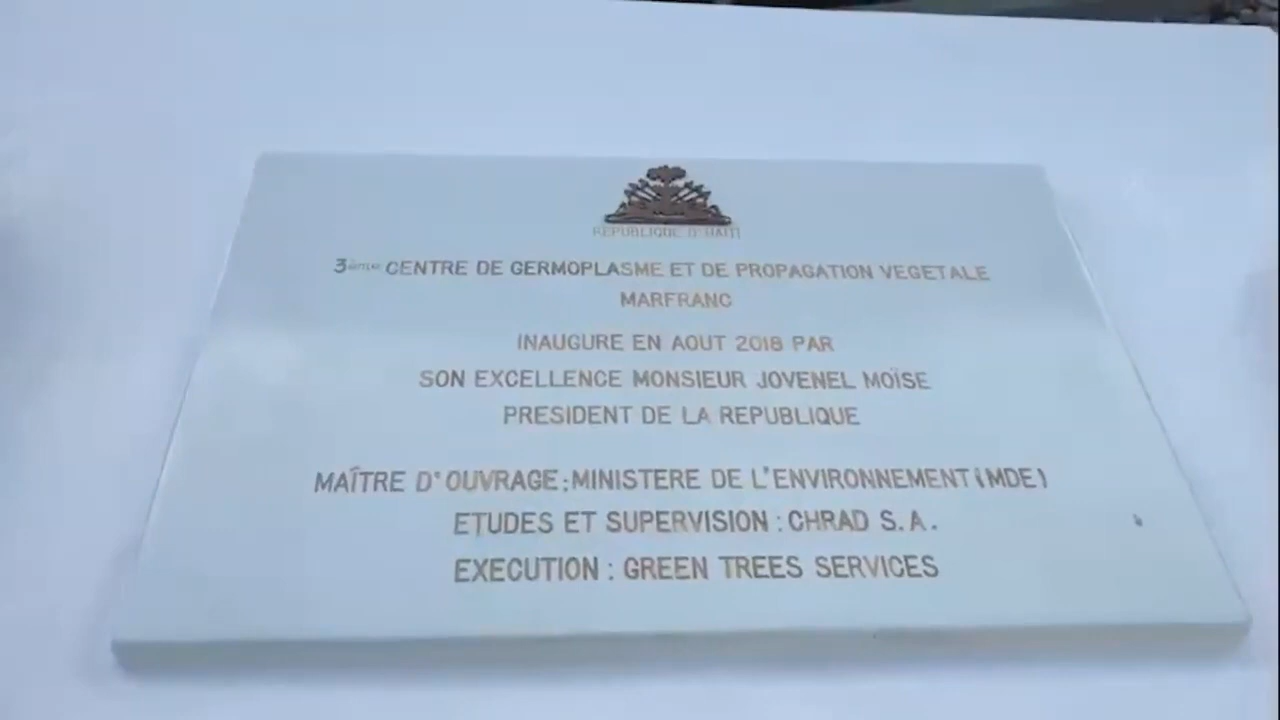 REPUBLIQUE D'HAITI
3ème CENTRE DE GERMOPLASME ET DE PROPAGATION VEGETALE
MARFRANC
INAUGURE EN AOUT 2018 PAR
SON EXCELLENCE MONSIEUR JOVENEL MOÏSE
PRESIDENT DE LA REPUBLIQUE
MAÎTRE D'OUVRAGE : MINISTERE DE L'ENVIRONNEMENT (MDE)
ETUDES ET SUPERVISION : CHRAD S.A.
EXECUTION : GREEN TREES SERVICES